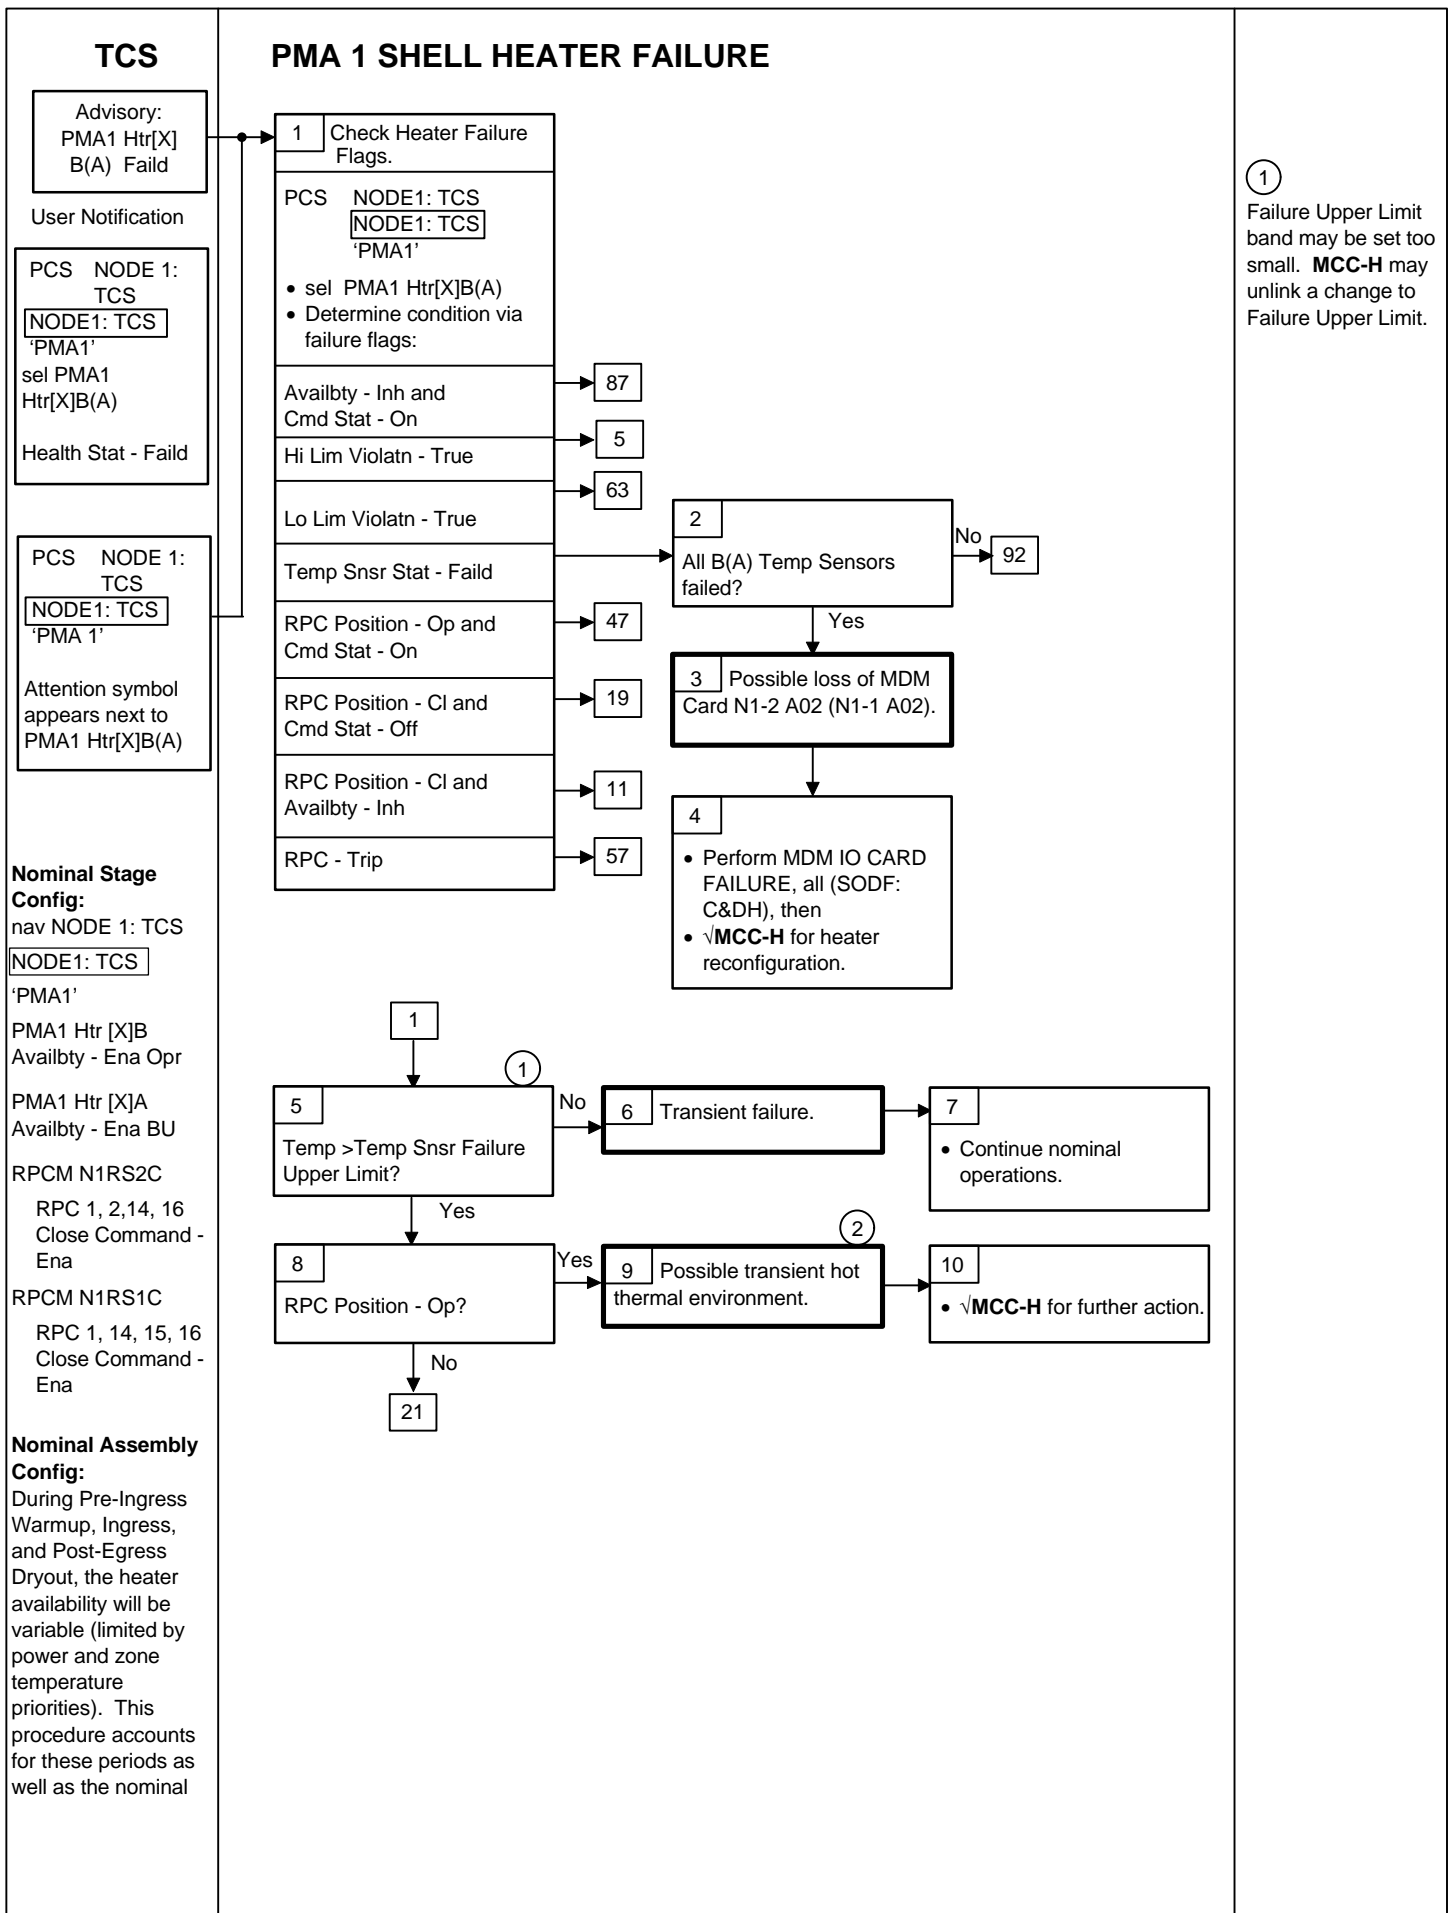 TCS
PMA 1 SHELL HEATER FAILURE
Advisory:
PMA1 Htr[X]
B(A) Faild
User Notification
PCS NODE 1:
TCS
NODE1: TCS
‘PMA1’
sel PMA1
Htr[X]B(A)
Health Stat - Faild
PCS NODE 1:
TCS
NODE1: TCS
‘PMA 1’
Attention symbol
appears next to
PMA1 Htr[X]B(A)
Nominal Stage
Config:
nav NODE 1: TCS
NODE1: TCS
‘PMA1’
PMA1 Htr [X]B
Availbty - Ena Opr
PMA1 Htr [X]A
Availbty - Ena BU
RPCM N1RS2C
RPC 1, 2,14, 16
Close Command -
Ena
RPCM N1RS1C
RPC 1, 14, 15, 16
Close Command -
Ena
Nominal Assembly
Config:
During Pre-Ingress
Warmup, Ingress,
and Post-Egress
Dryout, the heater
availability will be
variable (limited by
power and zone
temperature
priorities). This
procedure accounts
for these periods as
well as the nominal
1 Check Heater Failure
Flags.
PCS NODE1: TCS
NODE1: TCS
‘PMA1’
• sel PMA1 Htr[X]B(A)
• Determine condition via
failure flags:
Availbty - Inh and
Cmd Stat - On
87
Hi Lim Violatn - True
5
Lo Lim Violatn - True
63
Temp Snsr Stat - Faild
RPC Position - Op and
Cmd Stat - On
47
RPC Position - Cl and
Cmd Stat - Off
19
RPC Position - Cl and
Availbty - Inh
11
RPC - Trip
57
2
All B(A) Temp Sensors
failed?
No
92
Yes
3 Possible loss of MDM
Card N1-2 A02 (N1-1 A02).
4
• Perform MDM IO CARD
FAILURE, all (SODF:
C&DH), then
• √MCC-H for heater
reconfiguration.
1
1
5
Temp >Temp Snsr Failure
Upper Limit?
No
6 Transient failure.
7
• Continue nominal
operations.
Yes
8
RPC Position - Op?
Yes
2
9 Possible transient hot
thermal environment.
10
• √MCC-H for further action.
No
21
1
Failure Upper Limit
band may be set too
small. MCC-H may
unlink a change to
Failure Upper Limit.